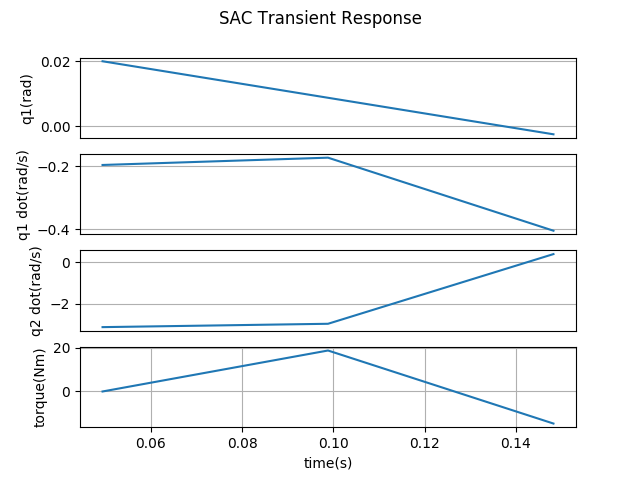 SAC Transient Response
0.02
0.00
q1(rad)
−0.2
−0.4
q1 dot(rad/s)
0
−2
q2 dot(rad/s)
20
0
torque(Nm)
0.06 0.08 0.10 0.12 0.14
time(s)